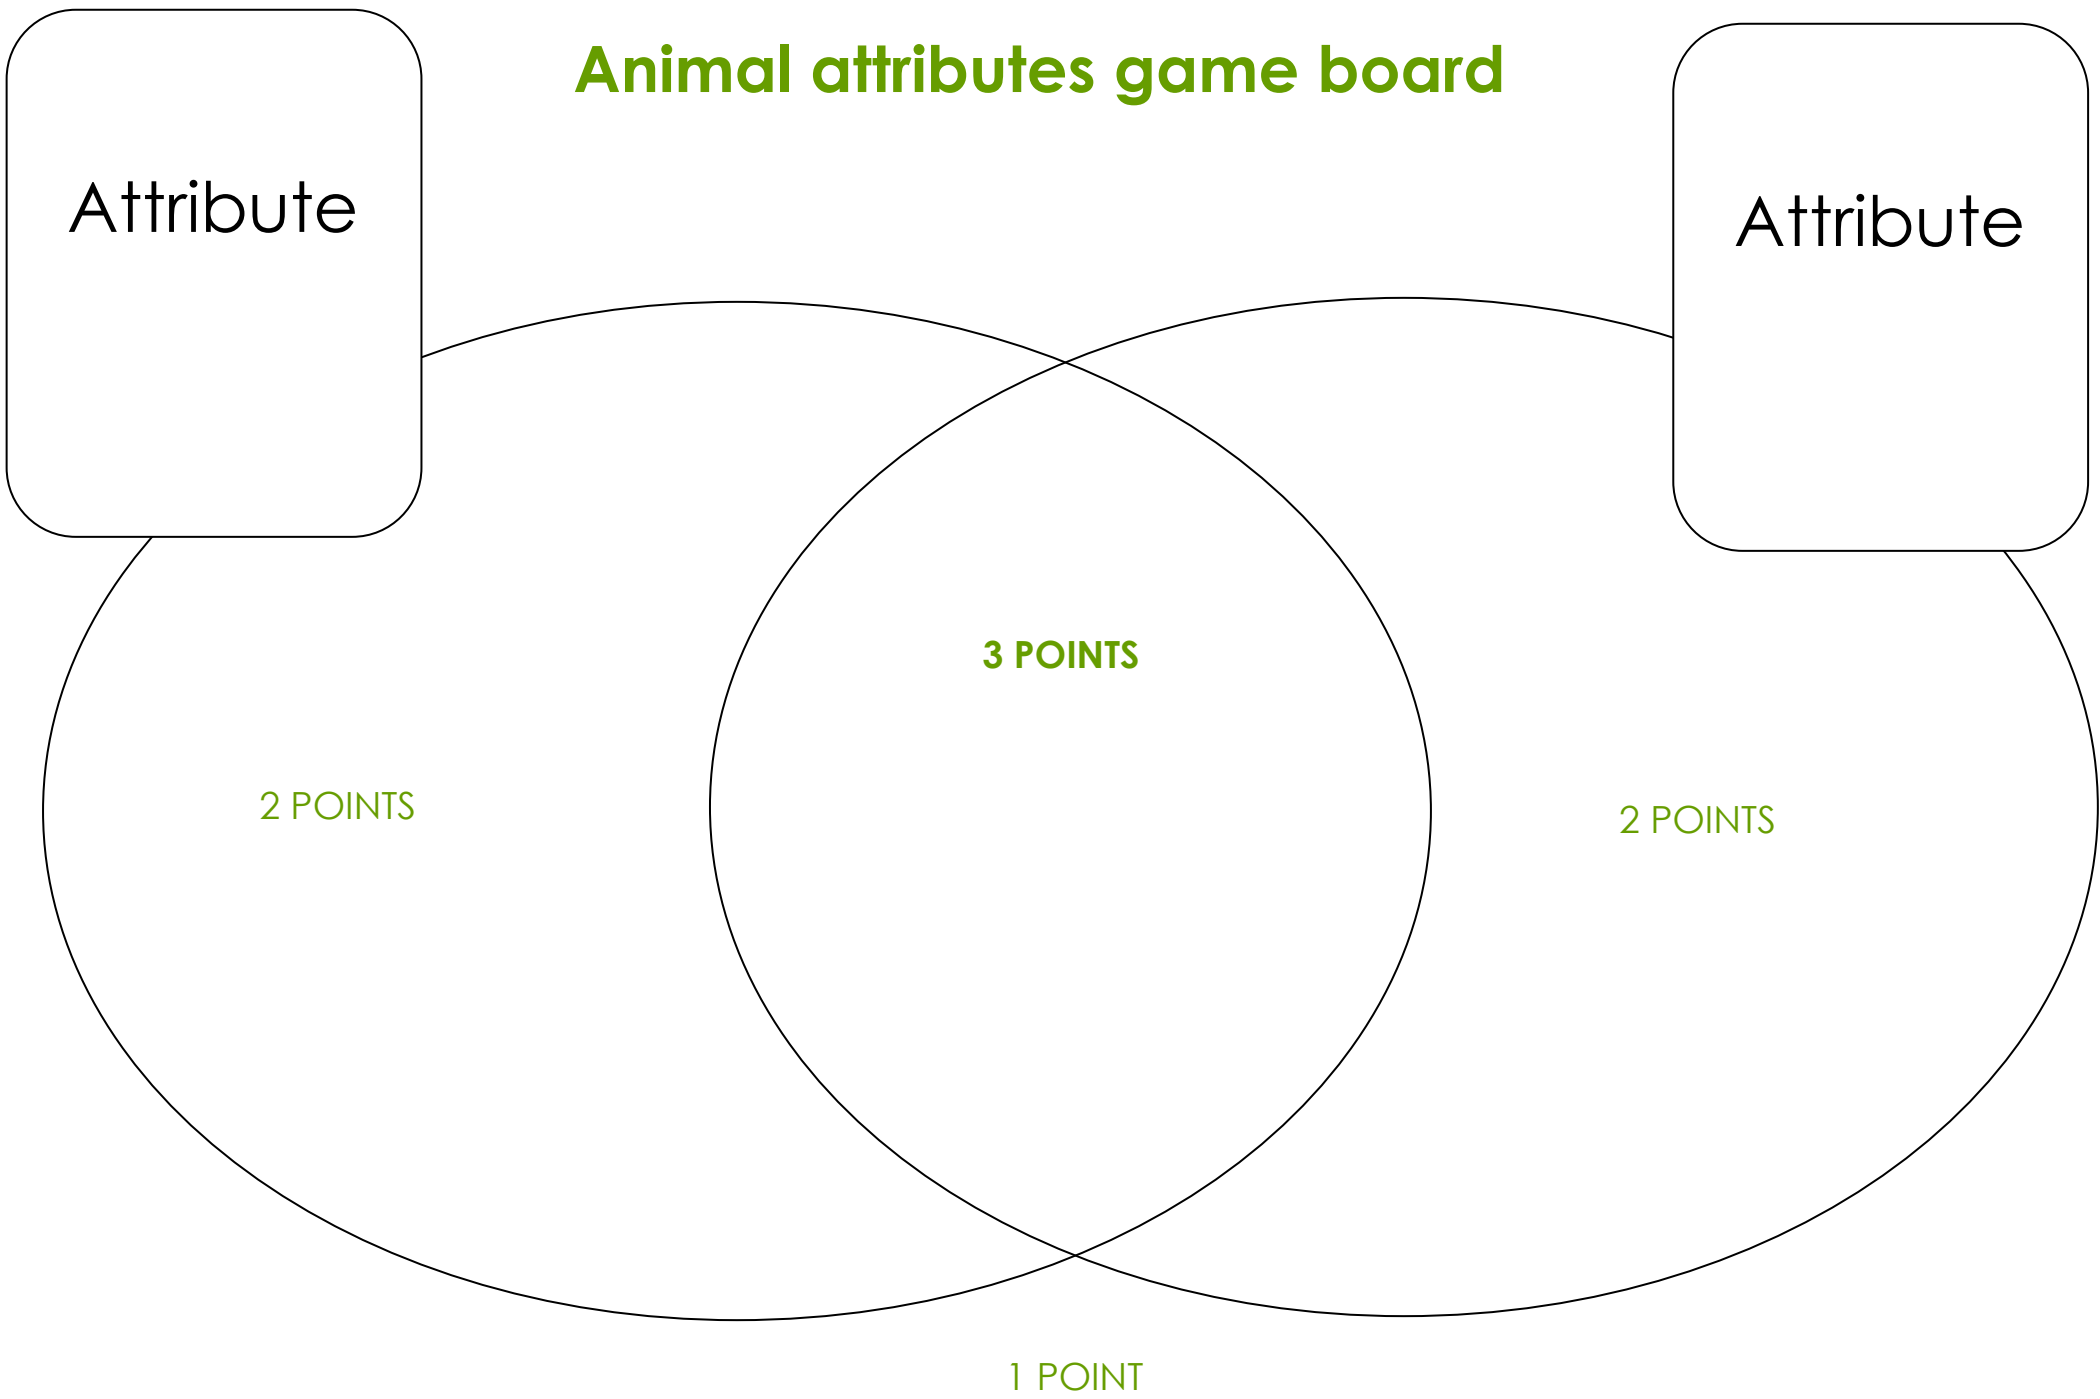 Animal attributes game board
Attribute
Attribute
3 POINTS
2 POINTS
2 POINTS
1 POINT